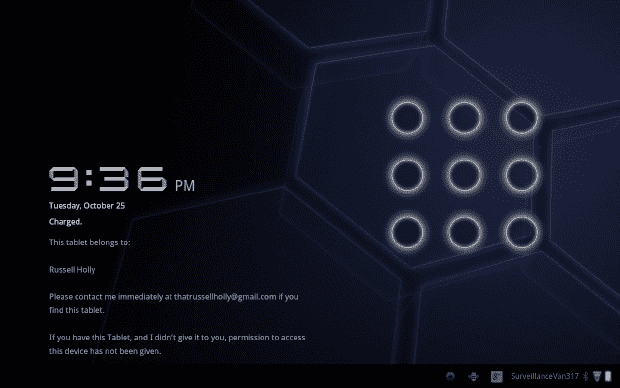 9:36 PM
Tuesday, October 25
Charged.
This tablet belongs to:
Russell Holly
Please contact me immediately at thatrussellholly@gmail.com if you
find this tablet.
If you have this Tablet, and I didn't give it to you, permission to access
this device has not been given.
SurveillanceVan317